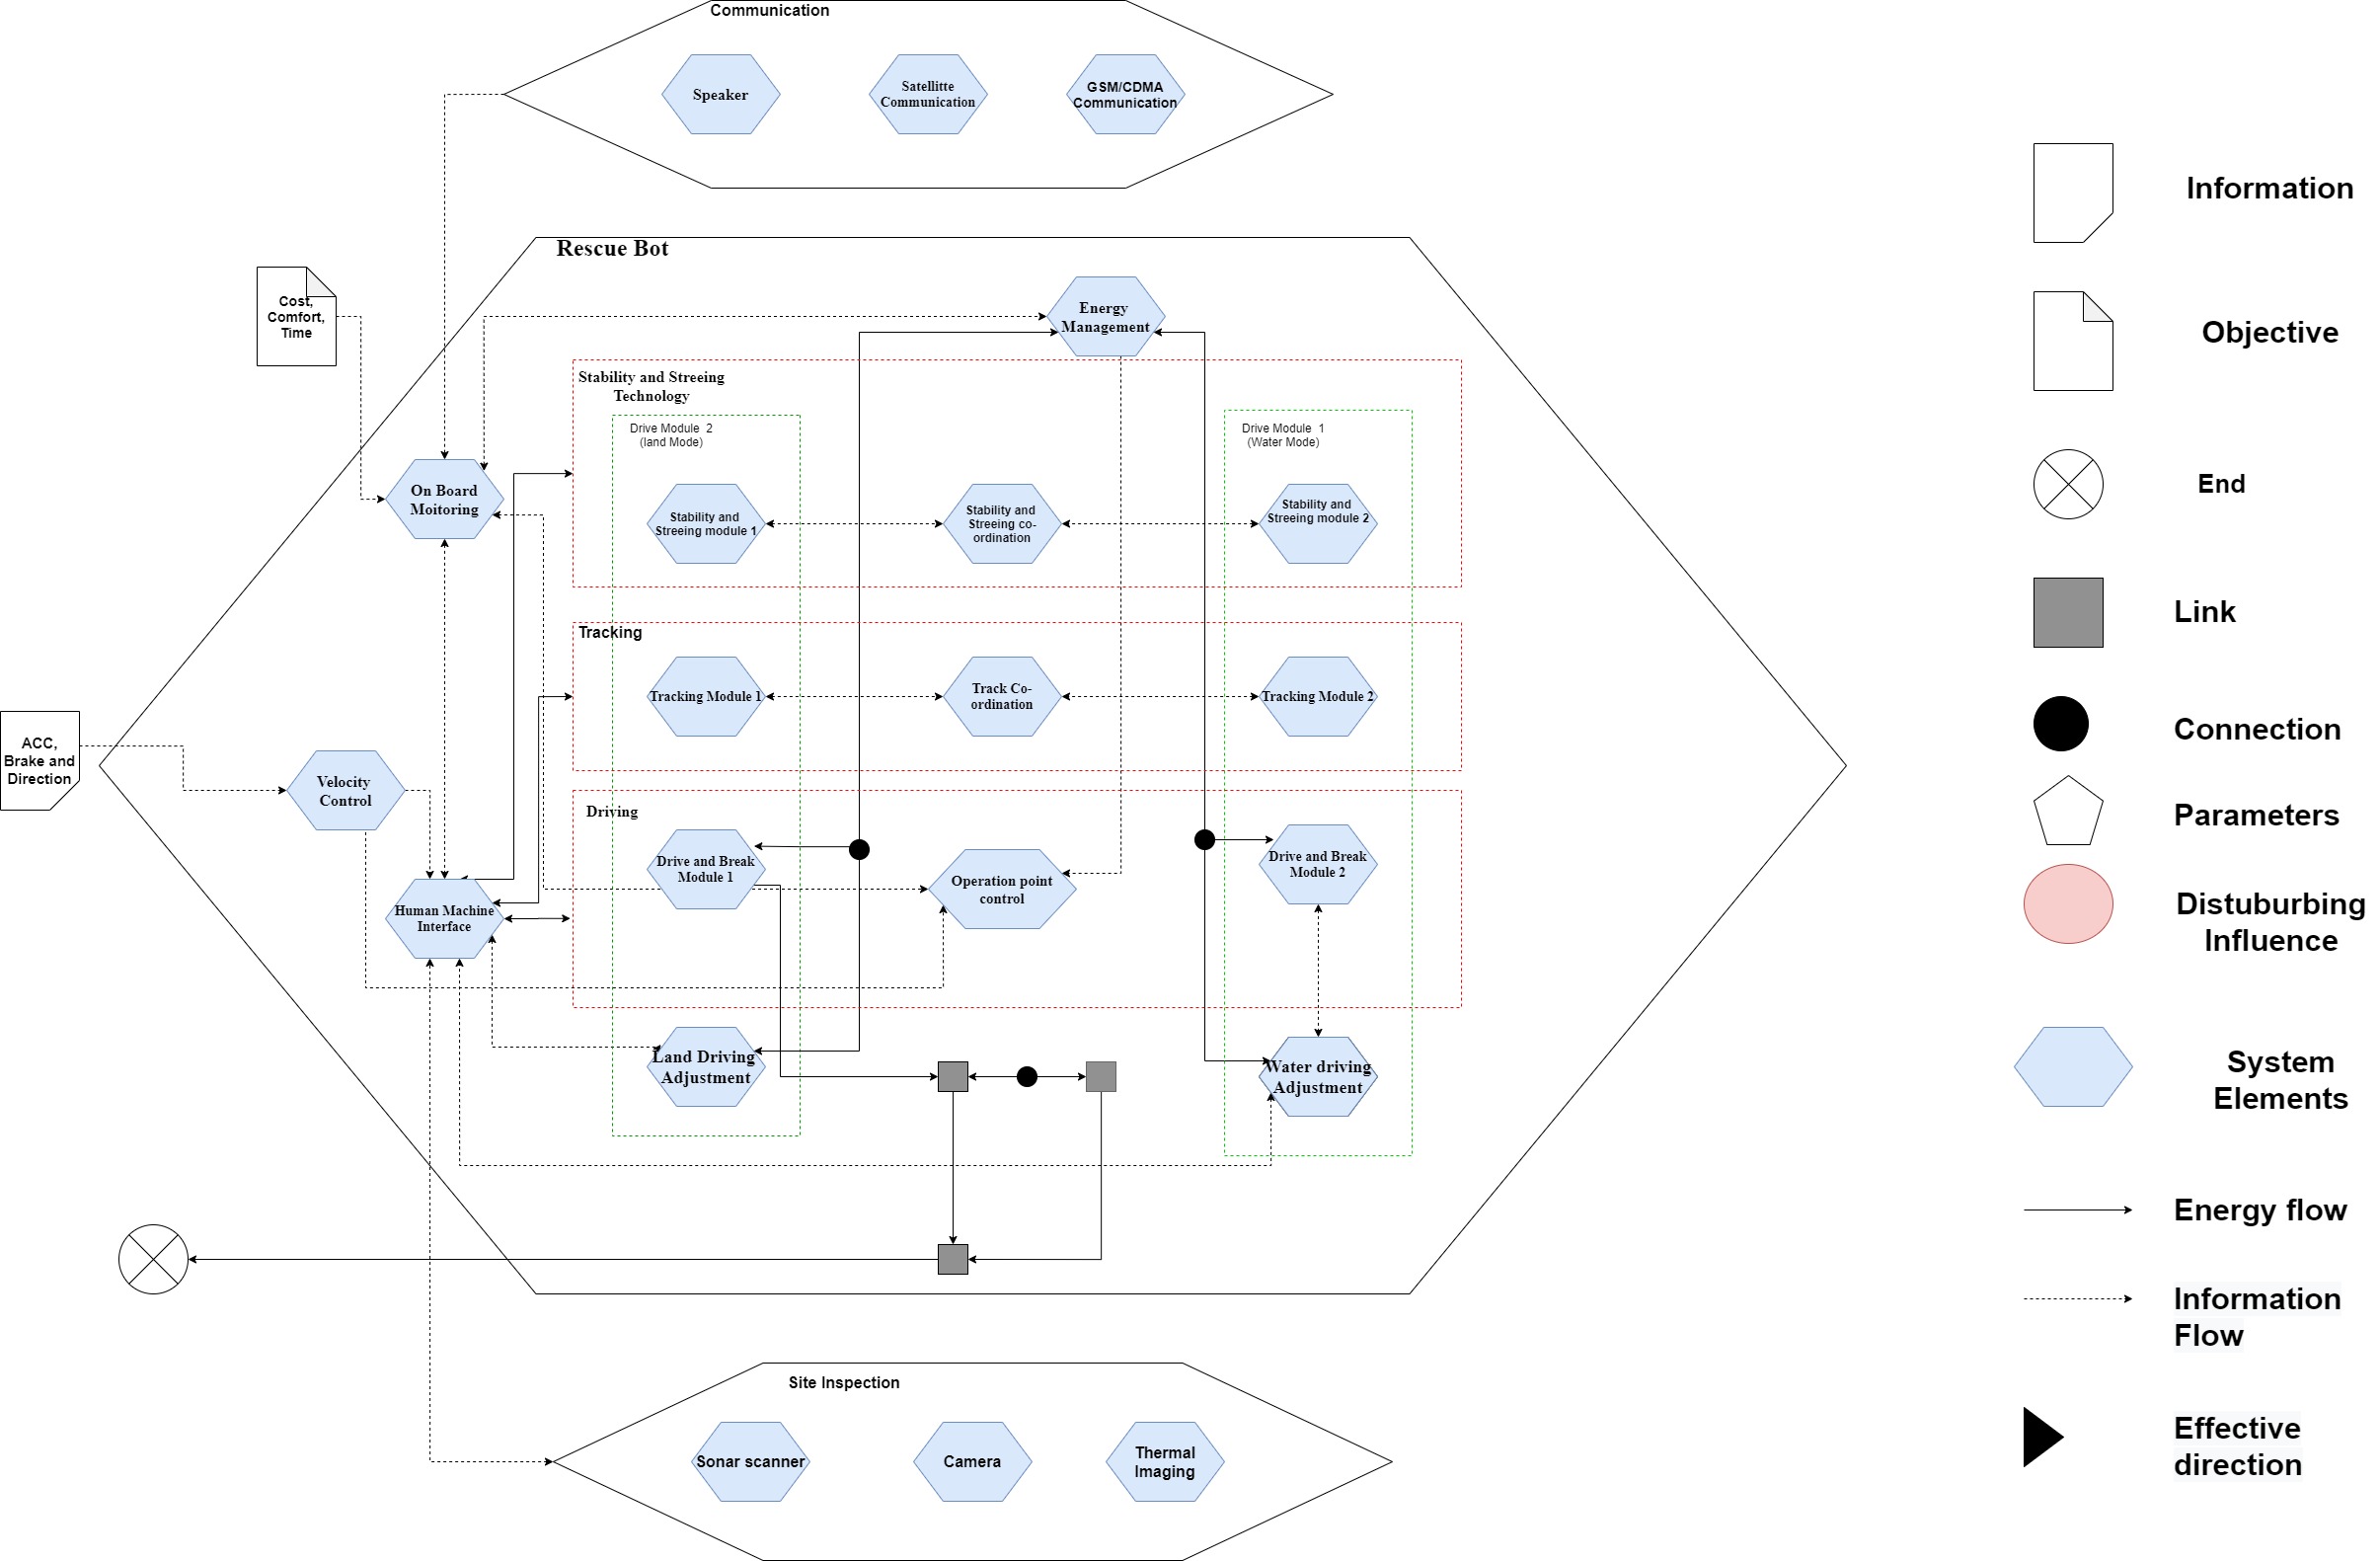 Communication
Speaker
Satellitte
Communication
GSM/CDMA
Communication
Rescue Bot
Cost,
Comfort,
Time
Energy
Management
Stability and Streeing
Technology
Drive Module 2
(land Mode)
Drive Module 1
(Water Mode)
On Board
Moitoring
Stability and
Streeing module 1
Stability and
Streeing co-
ordination
Stability and
Streeing module 2
Tracking
Tracking Module 1
Track Co-
ordination
Tracking Module 2
ACC,
Brake and
Direction
Velocity
Control
Driving
Drive and Break
Module 1
Operation point
control
Drive and Break
Module 2
Human Machine
Interface
Land Driving
Adjustment
Water driving
Adjustment
Site Inspection
Sonar scanner
Camera
Thermal
Imaging
Information
Objective
End
Link
Connection
Parameters
Distuburbing
Influence
System
Elements
Energy flow
Information
Flow
Effective
direction